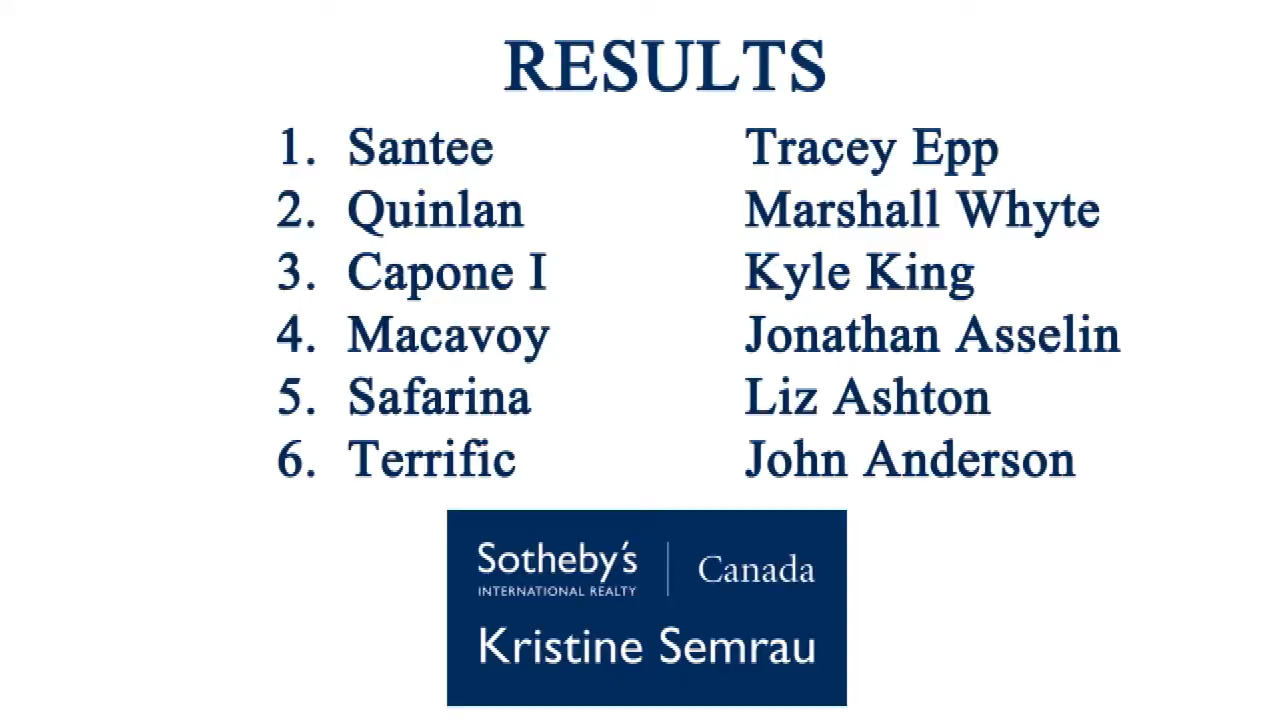 RESULTS
1. Santee Tracey Epp
2. Quinlan Marshall Whyte
3. Capone I Kyle King
4. Macavoy Jonathan Asselin
5. Safarina Liz Ashton
6. Terrific John Anderson
Sotheby's Canada
INTERNATIONAL REALTY
Kristine Semrau